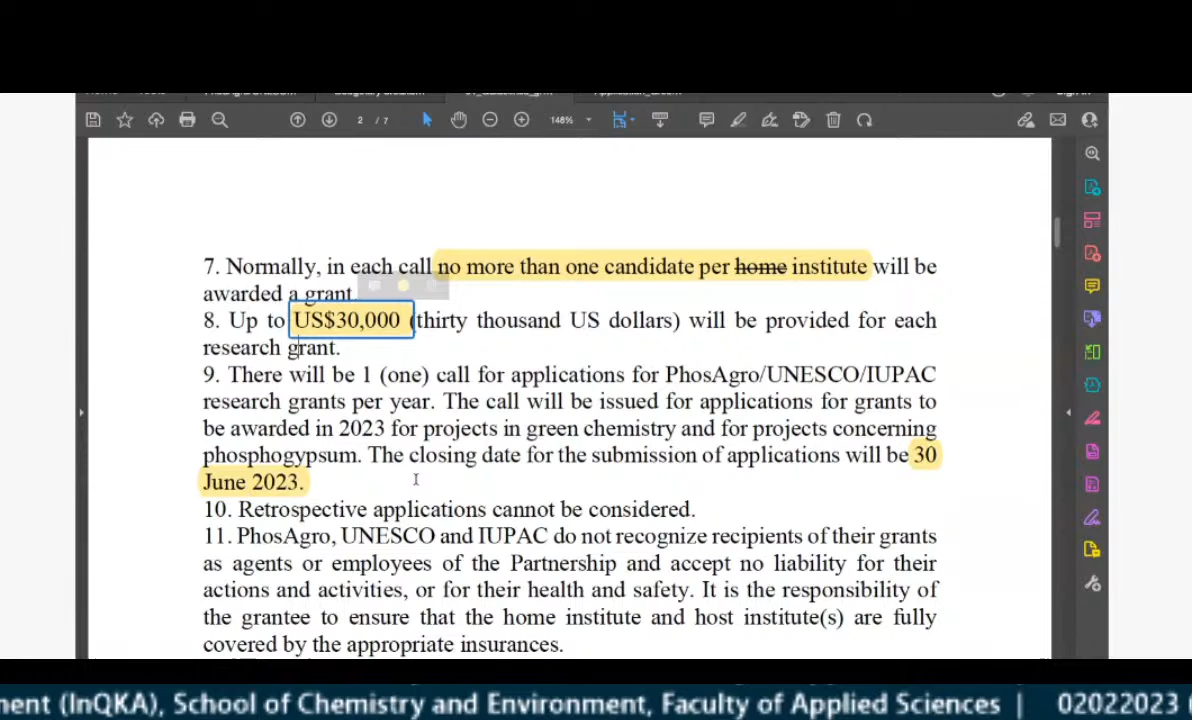 2 / 7
148%
7. Normally, in each call no more than one candidate per home institute will be
awarded a grant.
8. Up to US$30,000 (thirty thousand US dollars) will be provided for each
research grant.
9. There will be 1 (one) call for applications for PhosAgro/UNESCO/IUPAC
research grants per year. The call will be issued for applications for grants to
be awarded in 2023 for projects in green chemistry and for projects concerning
phosphogypsum. The closing date for the submission of applications will be 30
June 2023.
10. Retrospective applications cannot be considered.
11. PhosAgro, UNESCO and IUPAC do not recognize recipients of their grants
as agents or employees of the Partnership and accept no liability for their
actions and activities, or for their health and safety. It is the responsibility of
the grantee to ensure that the home institute and host institute(s) are fully
covered by the appropriate insurances.
ment (InQKA), School of Chemistry and Environment, Faculty of Applied Sciences | 02022023